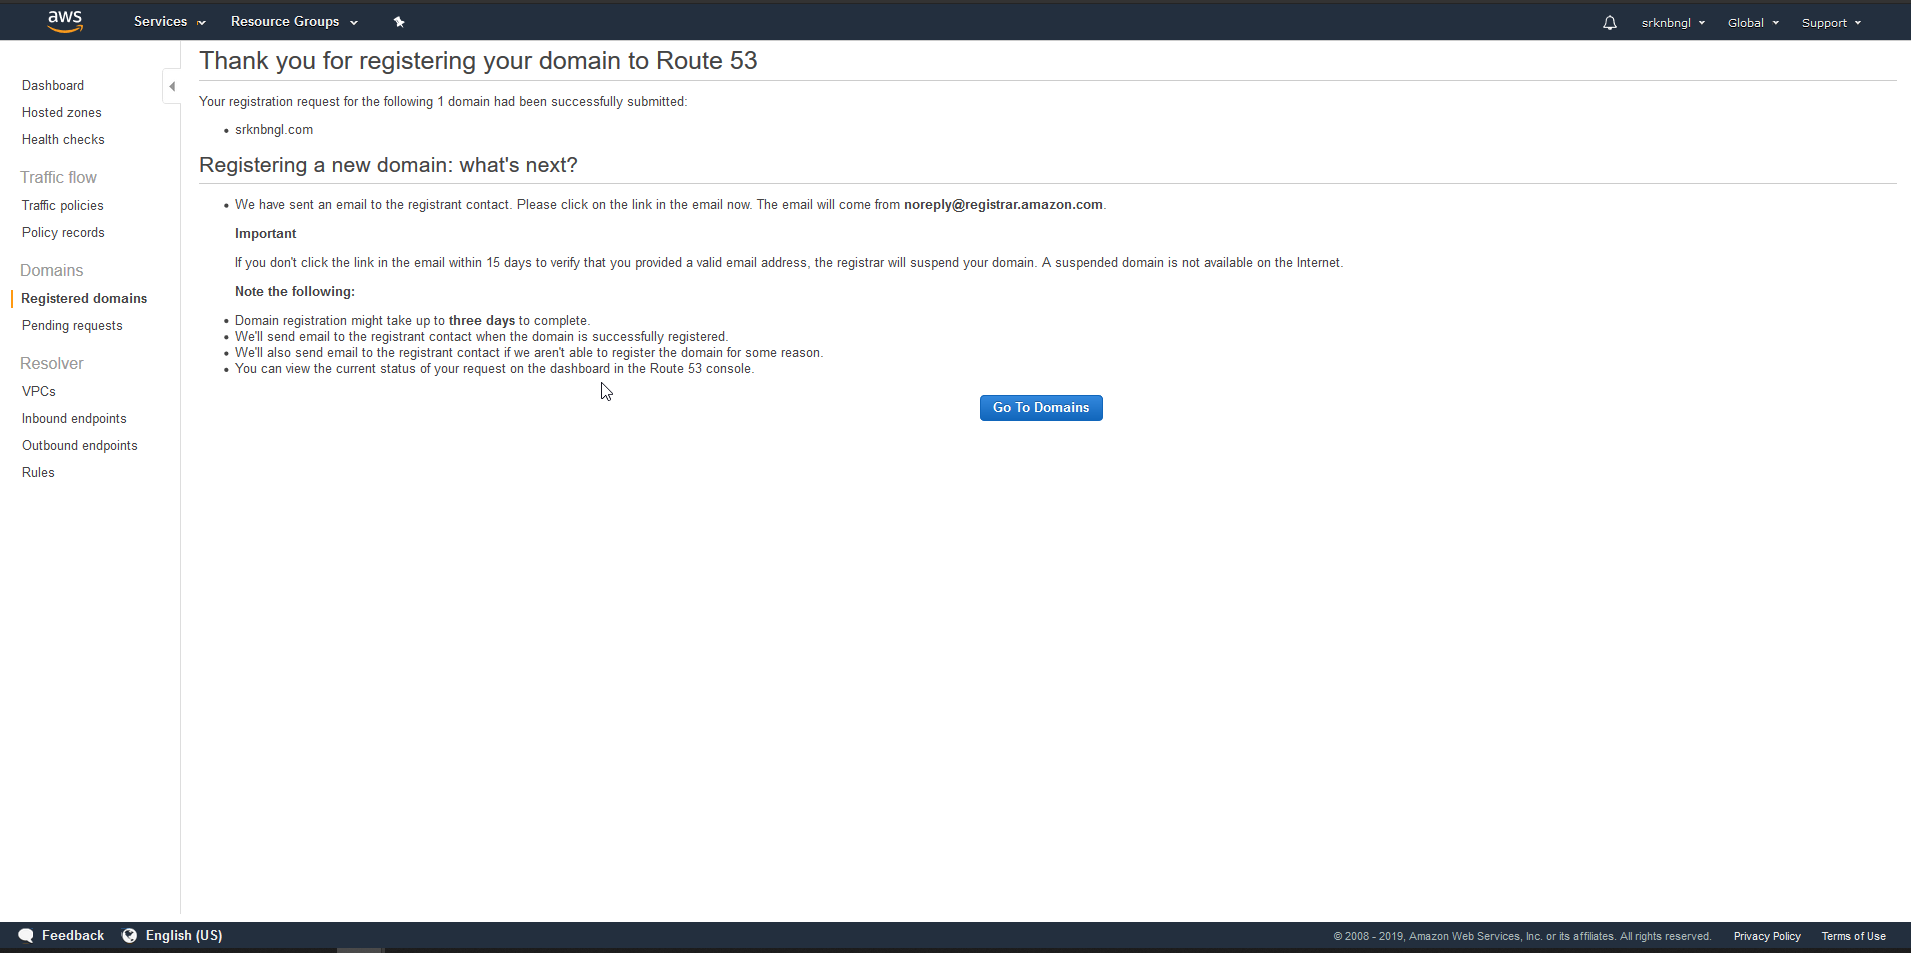 aws
Services
Resource Groups
srknbngl
Global
Support
Dashboard
Hosted zones
Health checks
Traffic flow
Traffic policies
Policy records
Domains
Registered domains
Pending requests
Resolver
VPCs
Inbound endpoints
Outbound endpoints
Rules
Thank you for registering your domain to Route 53
Your registration request for the following 1 domain had been successfully submitted:
• srknbngl.com
Registering a new domain: what's next?
• We have sent an email to the registrant contact. Please click on the link in the email now. The email will come from noreply@registrar.amazon.com.
Important
If you don't click the link in the email within 15 days to verify that you provided a valid email address, the registrar will suspend your domain. A suspended domain is not available on the Internet.
Note the following:
• Domain registration might take up to three days to complete.
• We'll send email to the registrant contact when the domain is successfully registered.
• We'll also send email to the registrant contact if we aren't able to register the domain for some reason.
• You can view the current status of your request on the dashboard in the Route 53 console.
Go To Domains
Feedback
English (US)
© 2008 - 2019, Amazon Web Services, Inc. or its affiliates. All rights reserved.
Privacy Policy
Terms of Use